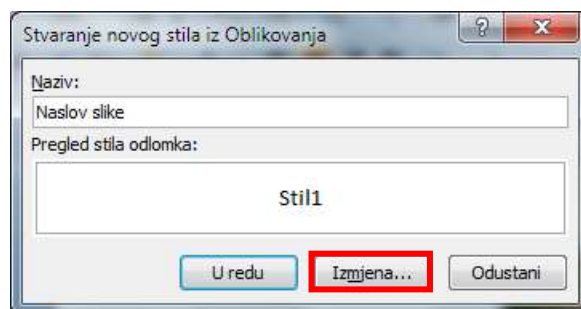 Stvaranje novog stila iz Oblikovanja
Naziv:
Naslov slike
Pregled stila odlomka:
Stil1
U redu Izmjena... Odustani